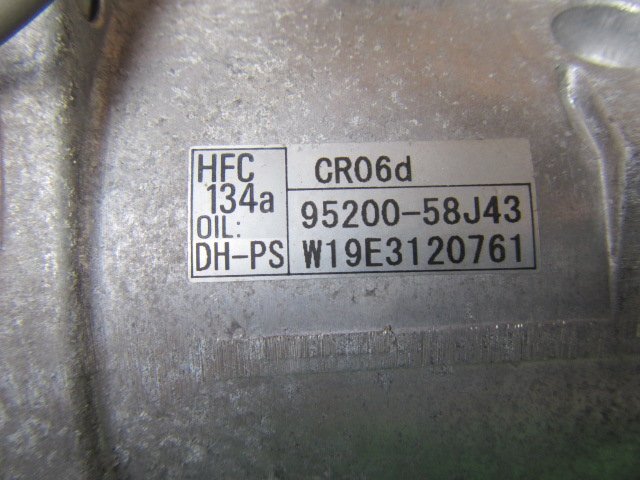 HFC
134a
OIL:
DH-PS
CR06d
95200-58J43
W19E3120761